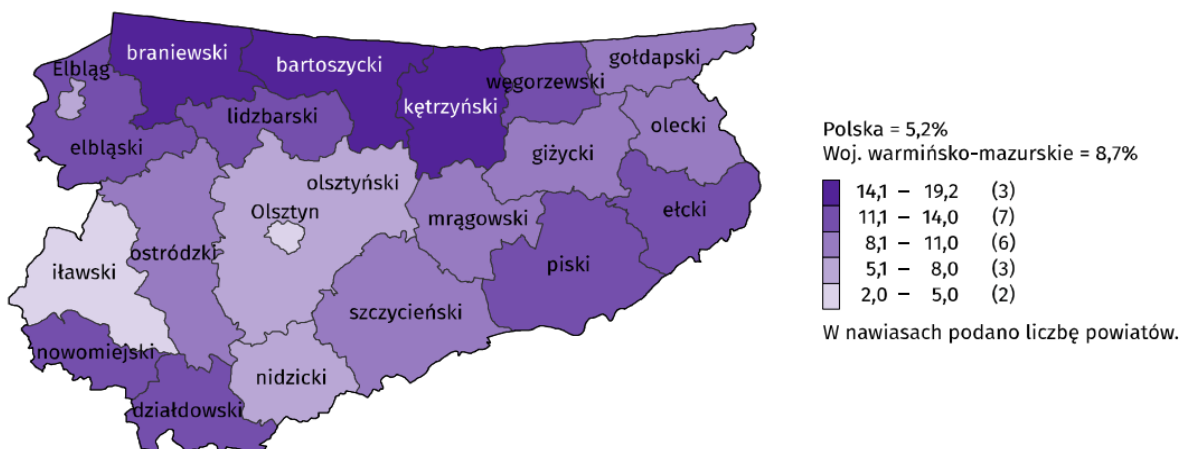 braniewski
bartoszycki
gołdapski
Elbląg
węgorzewski
kętrzyński
lidzbarski
olecki
elbląski
giżycki
olsztyński
Olsztyn
mrągowski
ełcki
ostródzki
iławski
piski
szczycieński
nowomiejski
nidzicki
działdowski
Polska = 5,2%
Woj. warmińsko-mazurskie = 8,7%
14,1 – 19,2 (3)
11,1 – 14,0 (7)
8,1 – 11,0 (6)
5,1 – 8,0 (3)
2,0 – 5,0 (2)
W nawiasach podano liczbę powiatów.